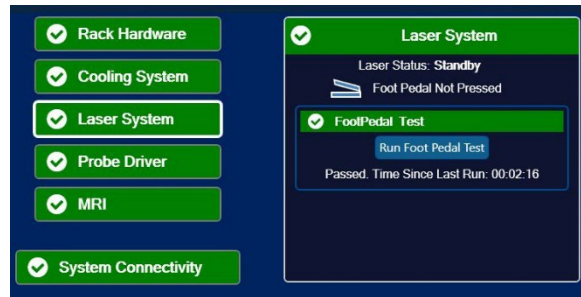 Rack Hardware
Cooling System
Laser System
Probe Driver
MRI
System Connectivity
Laser System
Laser Status: Standby
Foot Pedal Not Pressed
FootPedal Test
Run Foot Pedal Test
Passed. Time Since Last Run: 00:02:16